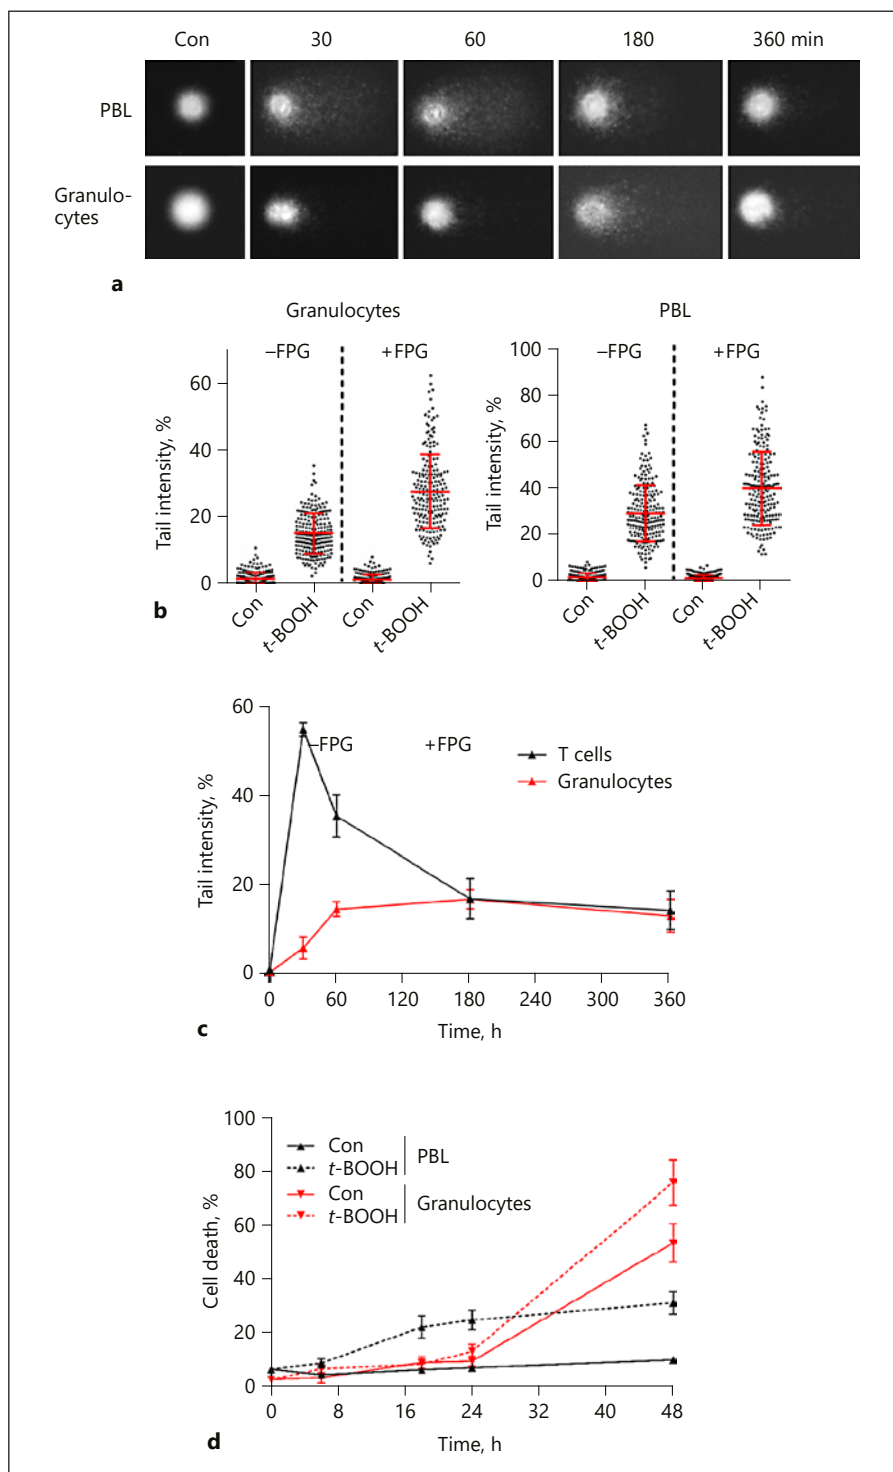 Con 30 60 180 360 min
PBL
Granulo-
cytes
a
Granulocytes PBL
–FPG +FPG –FPG +FPG
Tail intensity, %
60
40
20
0
Con t-BOOH Con t-BOOH
Tail intensity, %
100
80
60
40
20
0
Con t-BOOH Con t-BOOH
b
Tail intensity, %
60
40
20
0
–FPG +FPG
T cells
Granulocytes
0 60 120 180 240 300 360
Time, h
c
Cell death, %
100
80
60
40
20
0
Con
t-BOOH
PBL
Con
t-BOOH
Granulocytes
0 8 16 24 32 40 48
Time, h
d